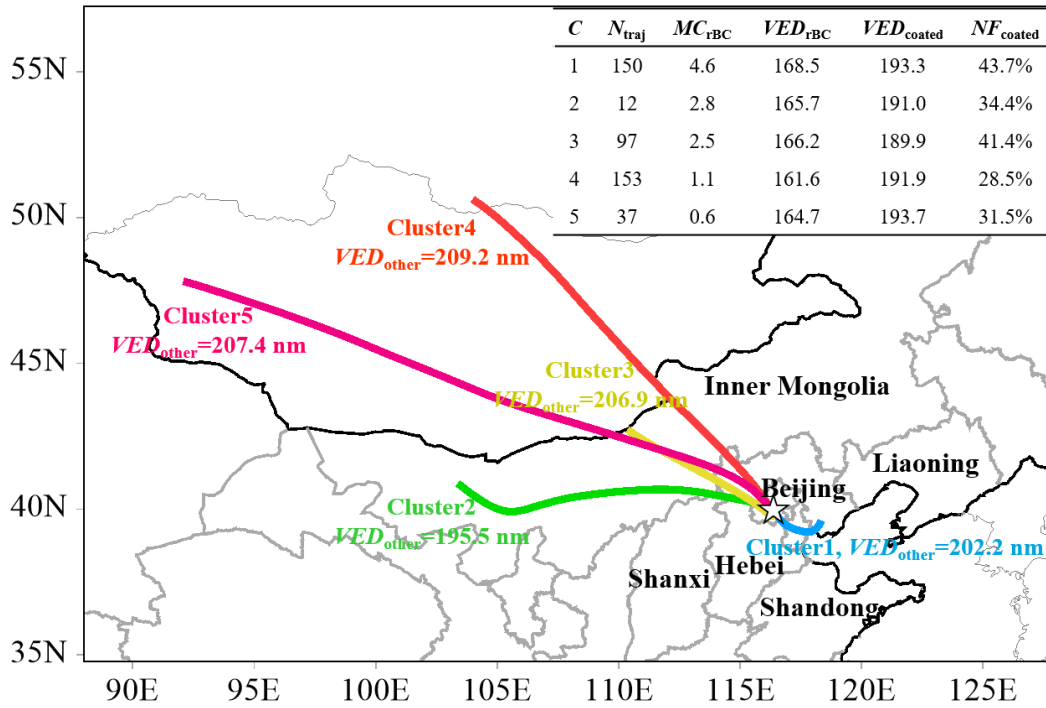 C N_traj MC_rBC VED_rBC VED_coated NF_coated
1 150 4.6 168.5 193.3 43.7%
2 12 2.8 165.7 191.0 34.4%
3 97 2.5 166.2 189.9 41.4%
4 153 1.1 161.6 191.9 28.5%
5 37 0.6 164.7 193.7 31.5%
55N
50N
45N
40N
35N
Cluster4
VED_other=209.2 nm
Cluster5
VED_other=207.4 nm
Cluster3
VED_other=206.9 nm
Inner Mongolia
Liaoning
Beijing
Cluster2
VED_other=195.5 nm
Cluster1, VED_other=202.2 nm
Hebei
Shanxi
Shandong
90E 95E 100E 105E 110E 115E 120E 125E